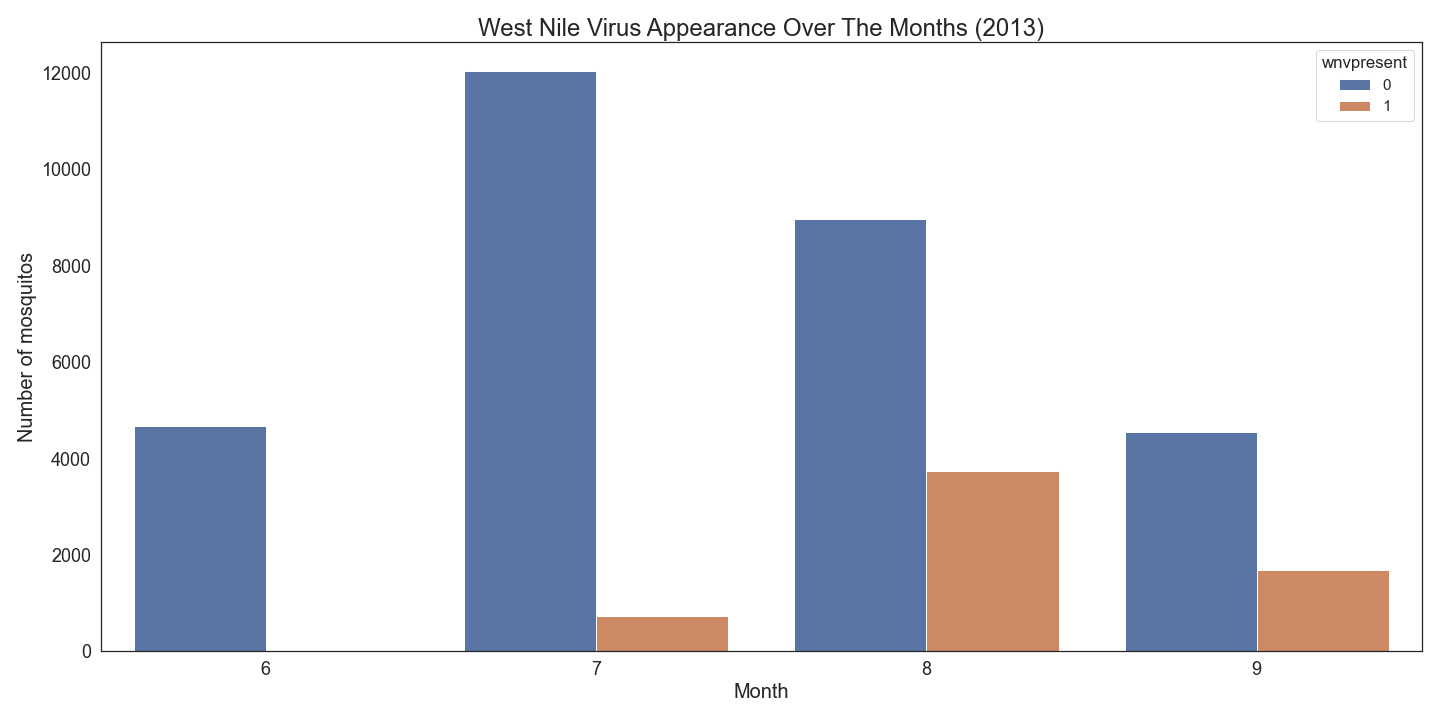 West Nile Virus Appearance Over The Months (2013)
wnvpresent
0
1
Number of mosquitos
12000
10000
8000
6000
4000
2000
0
6 7 8 9
Month